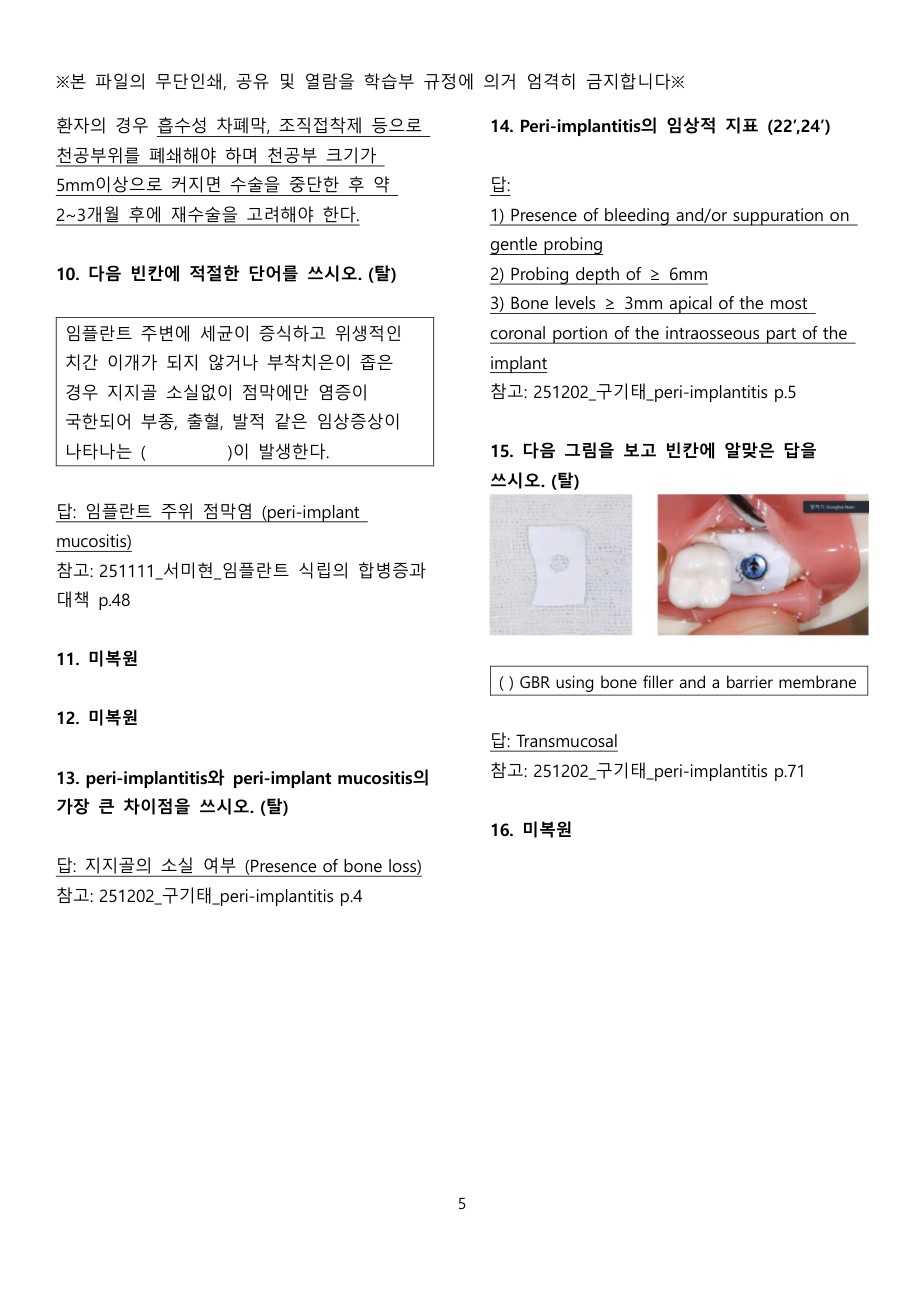 ※본 파일의 무단인쇄, 공유 및 열람을 학습부 규정에 의거 엄격히 금지합니다※
환자의 경우 흡수성 차폐막, 조직접착제 등으로
천공부위를 폐쇄해야 하며 천공부 크기가
5mm이상으로 커지면 수술을 중단한 후 약
2~3개월 후에 재수술을 고려해야 한다.
10. 다음 빈칸에 적절한 단어를 쓰시오. (탈)
임플란트 주변에 세균이 증식하고 위생적인
치간 이개가 되지 않거나 부착치은이 좁은
경우 지지골 소실없이 점막에만 염증이
국한되어 부종, 출혈, 발적 같은 임상증상이
나타나는 (          )이 발생한다.
답: 임플란트 주위 점막염 (peri-implant
mucositis)
참고: 251111_서미현_임플란트 식립의 합병증과
대책 p.48
11. 미복원
12. 미복원
13. peri-implantitis와 peri-implant mucositis의
가장 큰 차이점을 쓰시오. (탈)
답: 지지골의 소실 여부 (Presence of bone loss)
참고: 251202_구기태_peri-implantitis p.4
14. Peri-implantitis의 임상적 지표 (22’,24’)
답:
1) Presence of bleeding and/or suppuration on
gentle probing
2) Probing depth of ≥ 6mm
3) Bone levels ≥ 3mm apical of the most
coronal portion of the intraosseous part of the
implant
참고: 251202_구기태_peri-implantitis p.5
15. 다음 그림을 보고 빈칸에 알맞은 답을
쓰시오. (탈)
( ) GBR using bone filler and a barrier membrane
답: Transmucosal
참고: 251202_구기태_peri-implantitis p.71
16. 미복원
5